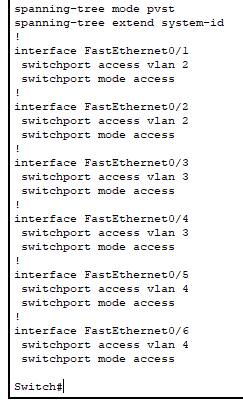 spanning-tree mode pvst
spanning-tree extend system-id
!
interface FastEthernet0/1
 switchport access vlan 2
 switchport mode access
!
interface FastEthernet0/2
 switchport access vlan 2
 switchport mode access
!
interface FastEthernet0/3
 switchport access vlan 3
 switchport mode access
!
interface FastEthernet0/4
 switchport access vlan 3
 switchport mode access
!
interface FastEthernet0/5
 switchport access vlan 4
 switchport mode access
!
interface FastEthernet0/6
 switchport access vlan 4
 switchport mode access
Switch#